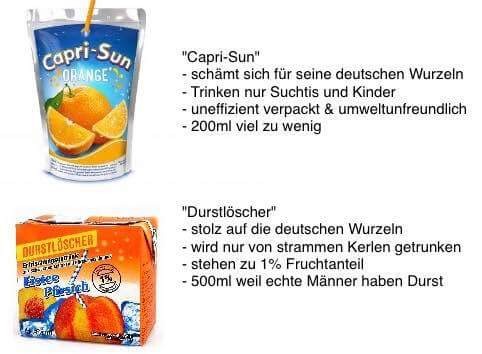 Capri-Sun
ORANGE
"Capri-Sun"
- schämt sich für seine deutschen Wurzeln
- Trinken nur Suchtis und Kinder
- uneffizient verpackt & umweltunfreundlich
- 200ml viel zu wenig
"Durstlöscher"
- stolz auf die deutschen Wurzeln
- wird nur von strammen Kerlen getrunken
- stehen zu 1% Fruchtanteil
- 500ml weil echte Männer haben Durst
DURSTLÖSCHER
Eistee
Pfirsich
1%